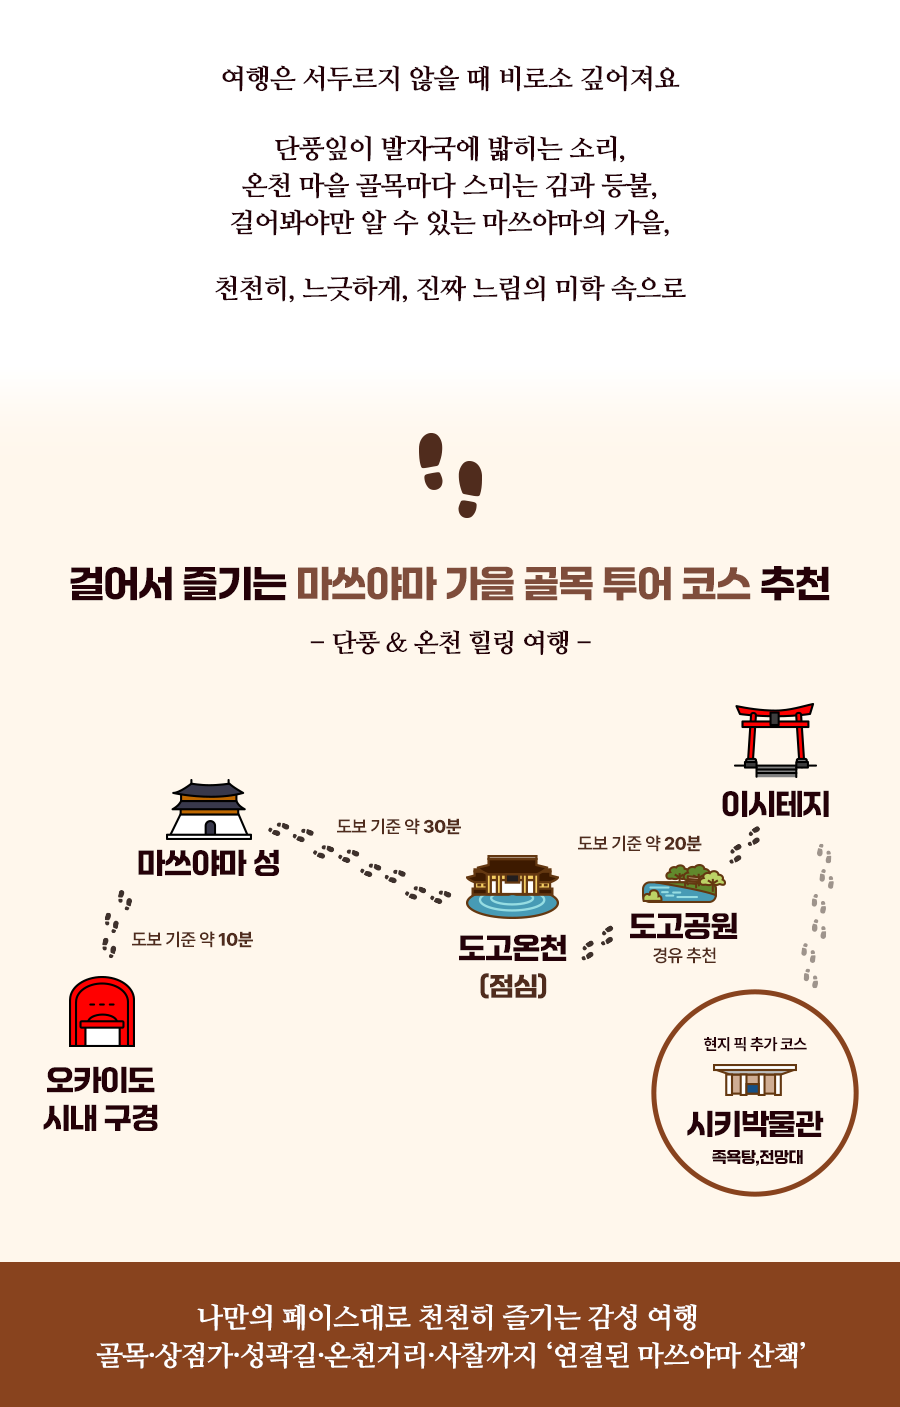 여행은 서두르지 않을 때 비로소 깊어져요
단풍잎이 발자국에 밟히는 소리,
온천 마을 골목마다 스미는 김과 등불,
걸어봐야만 알 수 있는 마쓰야마의 가을,
천천히, 느긋하게, 진짜 느림의 미학 속으로
걸어서 즐기는 마쓰야마 가을 골목 투어 코스 추천
– 단풍 & 온천 힐링 여행 –
이시테지
도보 기준 약 30분
도보 기준 약 20분
마쓰야마 성
도고공원
경유 추천
도보 기준 약 10분
도고온천
(점심)
현지 픽 추가 코스
오카이도
시내 구경
시키박물관
족욕탕,전망대
나만의 페이스대로 천천히 즐기는 감성 여행
골목·상점가·성곽길·온천거리·사찰까지 ‘연결된 마쓰야마 산책’